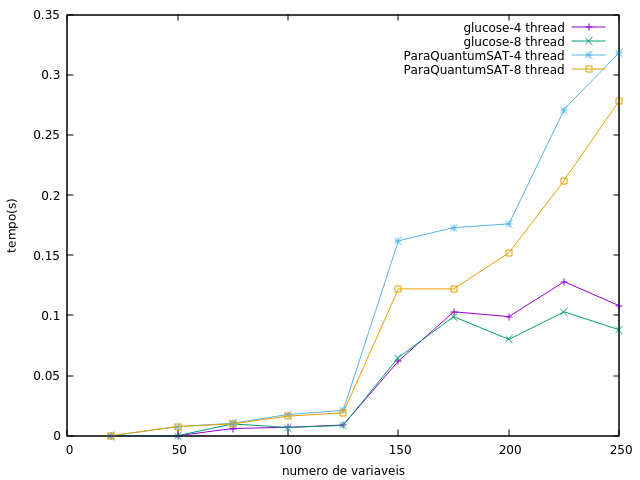 0.35
0.3
0.25
0.2
0.15
0.1
0.05
0
tempo(s)
glucose-4 thread
glucose-8 thread
ParaQuantumSAT-4 thread
ParaQuantumSAT-8 thread
0 50 100 150 200 250
numero de variaveis